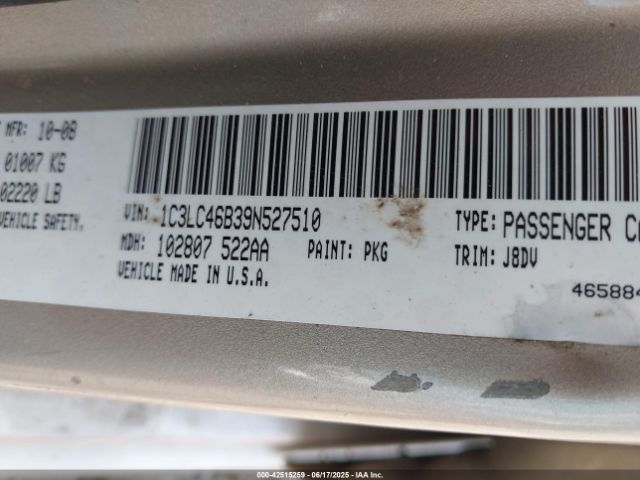 MFR: 10-08
01007 KG
02220 LB
VEHICLE SAFETY.
VIN: 1C3LC46B39N527510
TYPE: PASSENGER
MDH: 102807 522AA
PAINT: PKG
TRIM: J8DV
VEHICLE MADE IN U.S.A.
465884
000-42515259 - 06/17/2025 - IAA Inc.